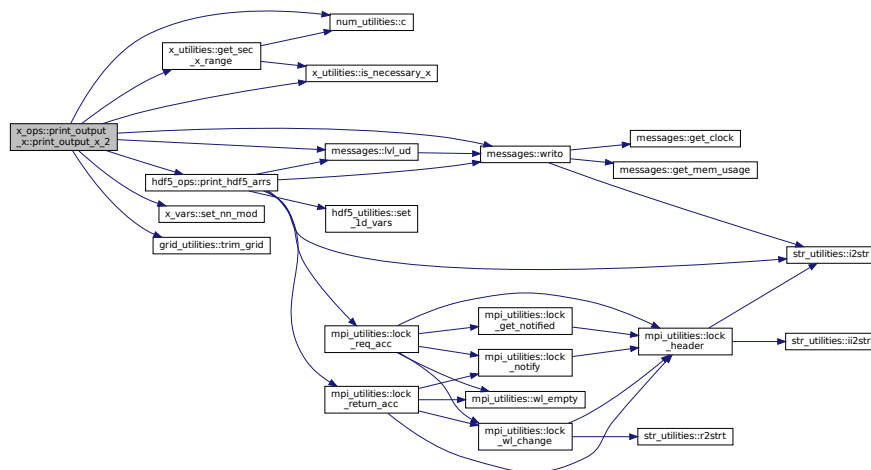 x_ops::print_output
_x::print_output_x_2
num_utilities::c
x_utilities::get_sec
_x_range
x_utilities::is_necessary_x
messages::lvl_ud
messages::writo
messages::get_clock
messages::get_mem_usage
hdf5_ops::print_hdf5_arrs
x_vars::set_nn_mod
hdf5_utilities::set
_1d_vars
grid_utilities::trim_grid
str_utilities::i2str
mpi_utilities::lock
_req_acc
mpi_utilities::lock
_get_notified
mpi_utilities::lock
_header
str_utilities::ii2str
mpi_utilities::lock
_notify
mpi_utilities::lock
_return_acc
mpi_utilities::wl_empty
mpi_utilities::lock
_wl_change
str_utilities::r2strt